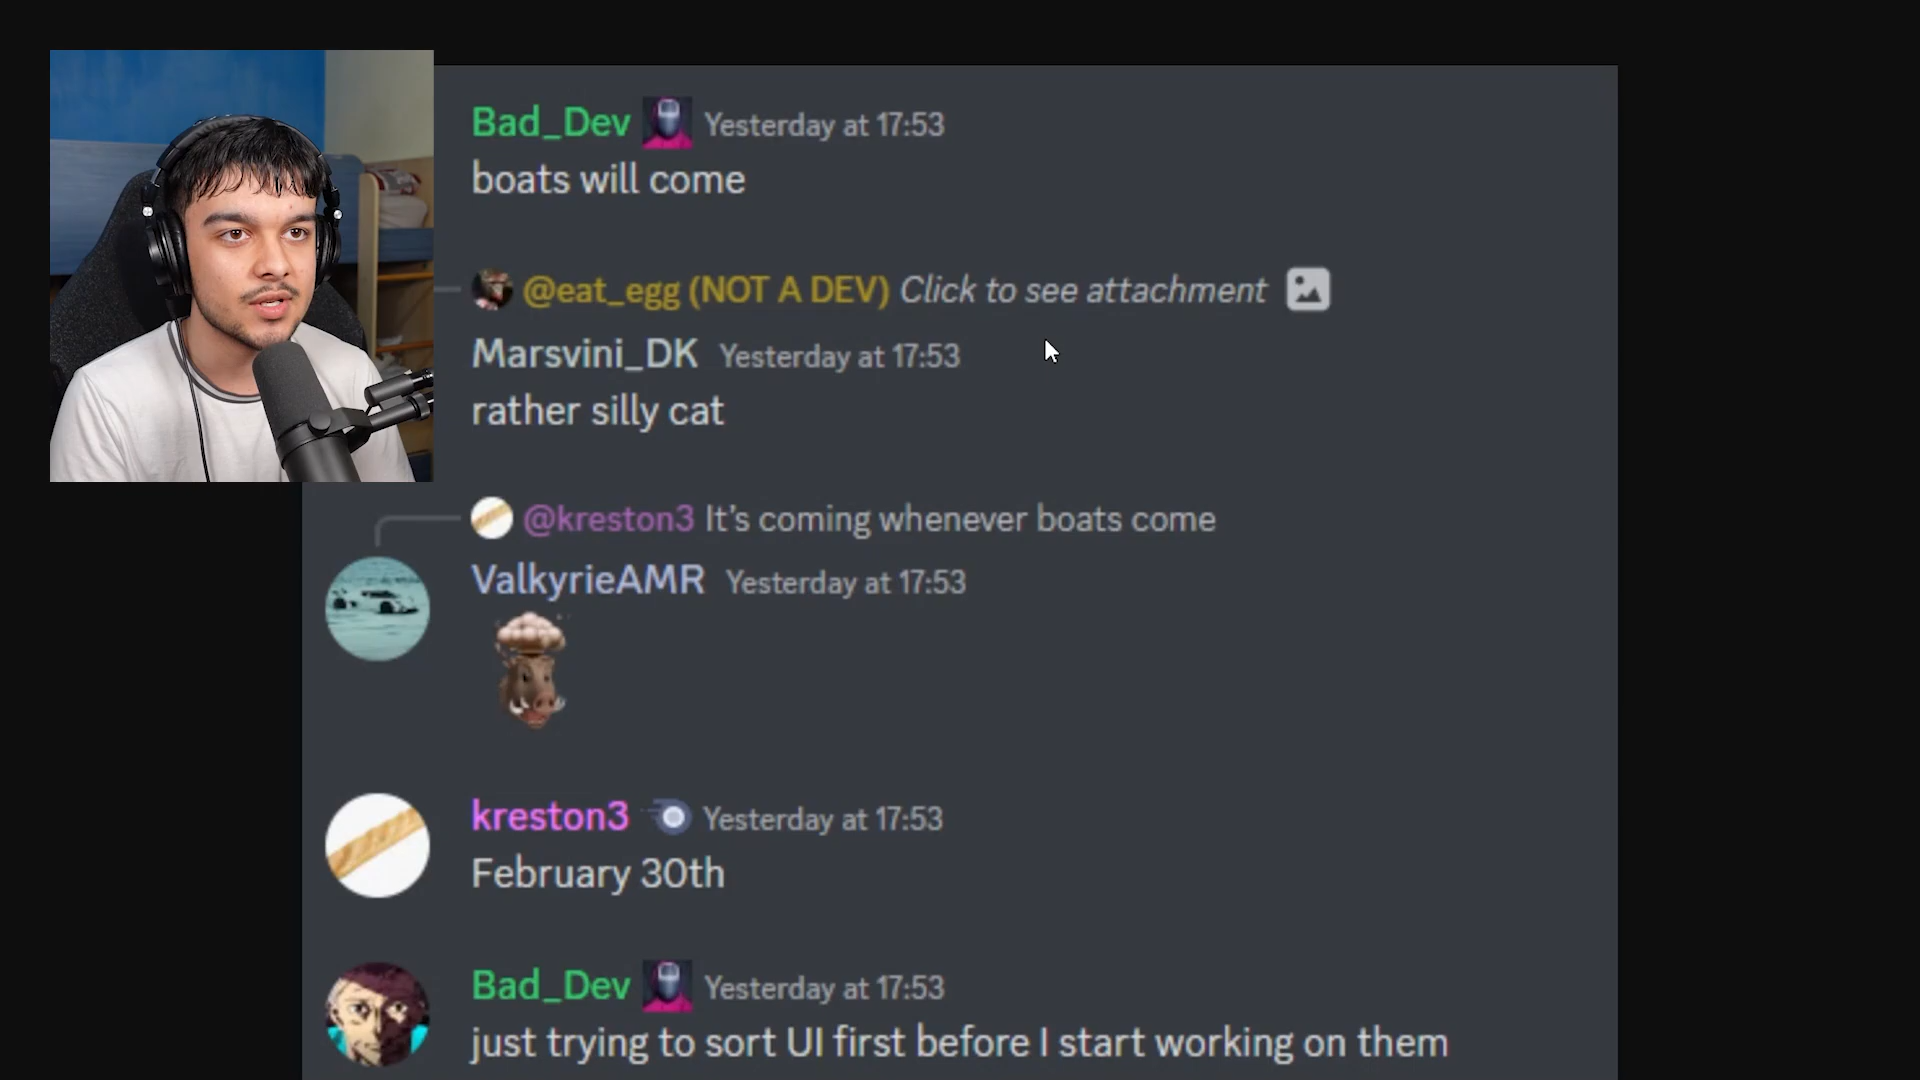 Bad_Dev Yesterday at 17:53
boats will come
@eat_egg (NOT A DEV) Click to see attachment
Marsvini_DK Yesterday at 17:53
rather silly cat
@kreston3 It's coming whenever boats come
ValkyrieAMR Yesterday at 17:53
kreston3 Yesterday at 17:53
February 30th
Bad_Dev Yesterday at 17:53
just trying to sort UI first before I start working on them